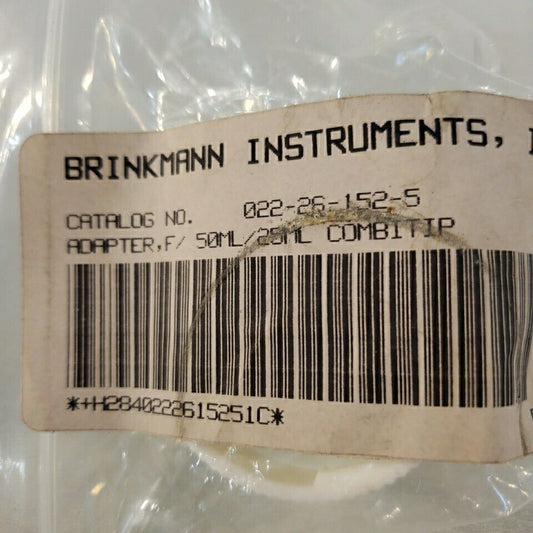 BRINKMANN INSTRUMENTS,
CATALOG NO. 022-26-152-5
ADAPTER,F/ 50ML/25ML COMBITIP
*+H2840222615251C*